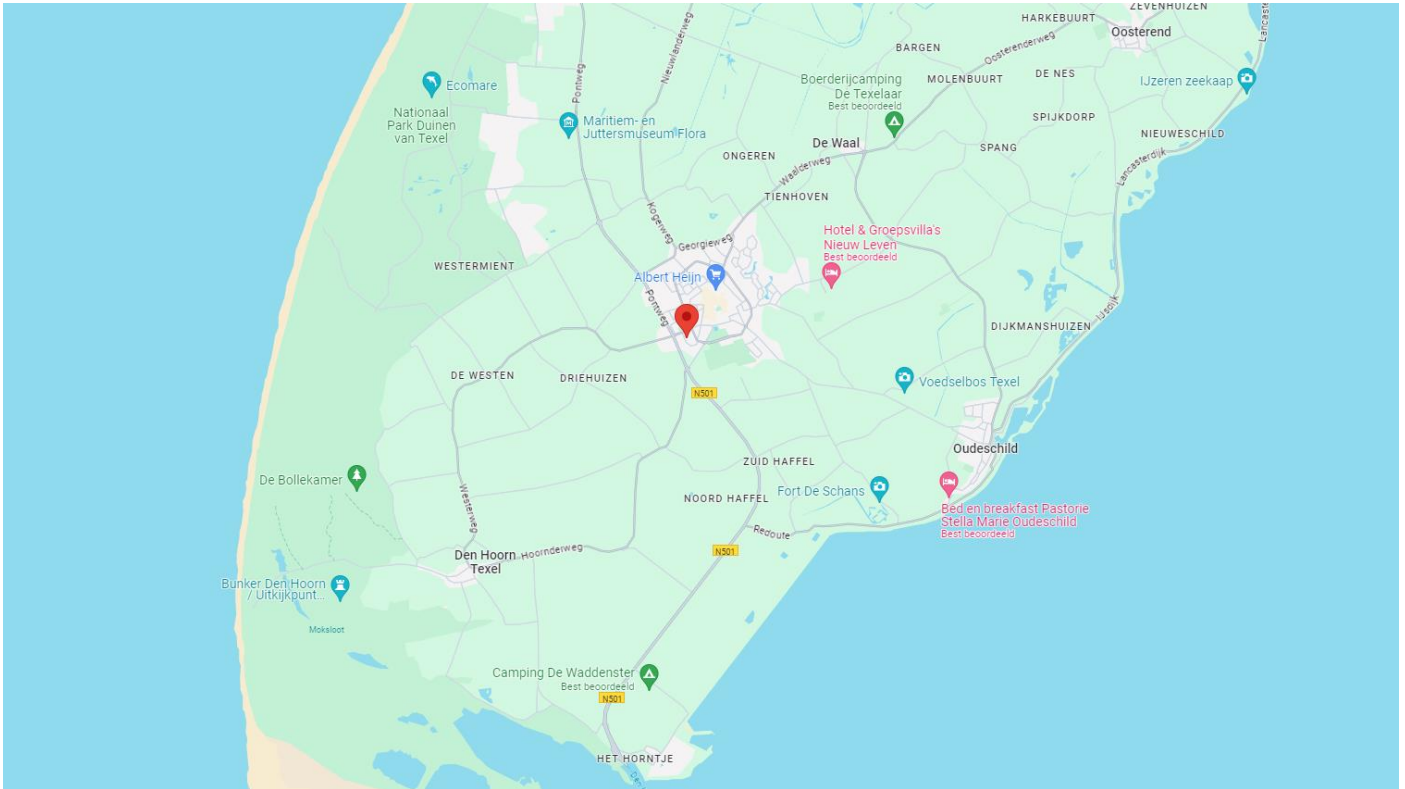 ZEVENHUIZEN
HARKEBUURT
Oosterend
Nieuwlanderweg
Pontweg
BARGEN
Oosterenderweg
Ecomare
Boerderijcamping
De Texelaar
Best beoordeeld
MOLENBUURT
DE NES
IJzeren zeekaap
Nationaal
Park Duinen
van Texel
Maritiem- en
Juttersmuseum Flora
SPIJKDORP
NIEUWESCHILD
De Waal
SPANG
ONGEREN
Waalderweg
Lancasterdijk
TIENHOVEN
Kogerweg
Georgieweg
Hotel & Groepsvilla's
Nieuw Leven
Best beoordeeld
WESTERMIENT
Albert Heijn
Pontweg
IJsdijk
DIJKMANSHUIZEN
DE WESTEN
DRIEHUIZEN
Voedselbos Texel
N501
Oudeschild
ZUID HAFFEL
De Bollekamer
Westerweg
NOORD HAFFEL
Fort De Schans
Bed en breakfast Pastorie
Stella Marie Oudeschild
Best beoordeeld
Redoute
Den Hoorn
Texel
Hoornderweg
N501
Bunker Den Hoorn
/ Uitkijkpunt...
Moksloot
Camping De Waddenster
Best beoordeeld
N501
HET HORNTJE